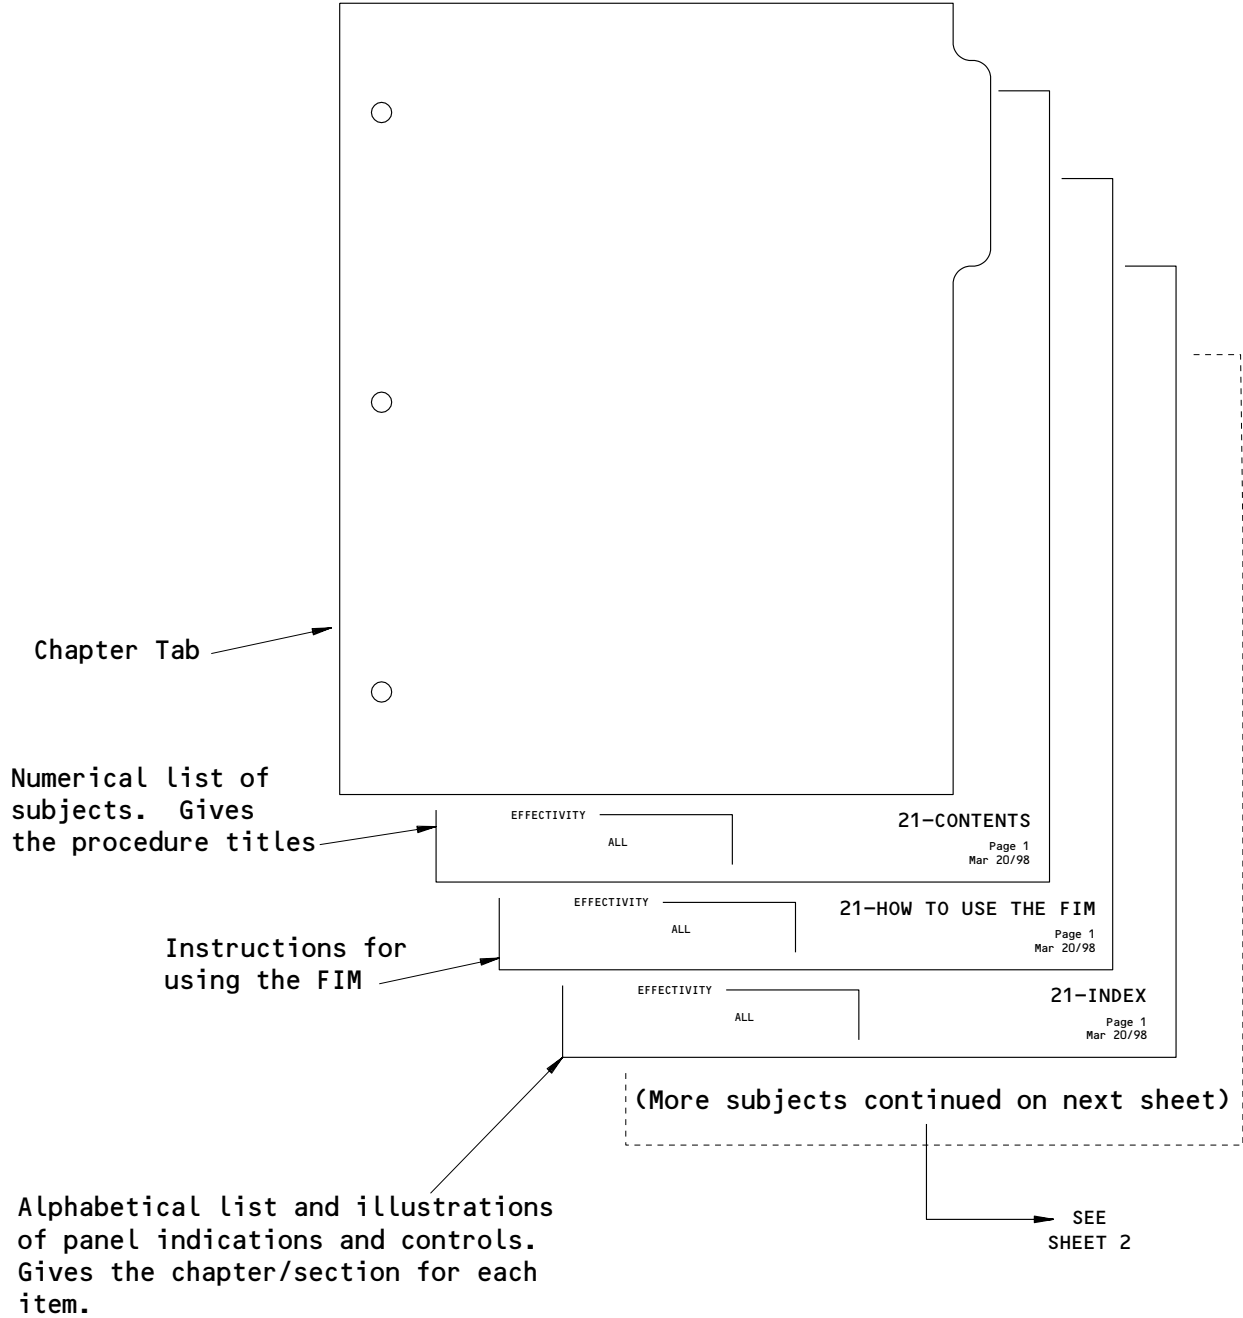 Chapter Tab
Numerical list of
subjects.  Gives
the procedure titles
EFFECTIVITY
ALL
21-CONTENTS
Page 1
Mar 20/98
EFFECTIVITY
ALL
21-HOW TO USE THE FIM
Page 1
Mar 20/98
Instructions for
using the FIM
EFFECTIVITY
ALL
21-INDEX
Page 1
Mar 20/98
(More subjects continued on next sheet)
Alphabetical list and illustrations
of panel indications and controls.
Gives the chapter/section for each
item.
SEE
SHEET 2